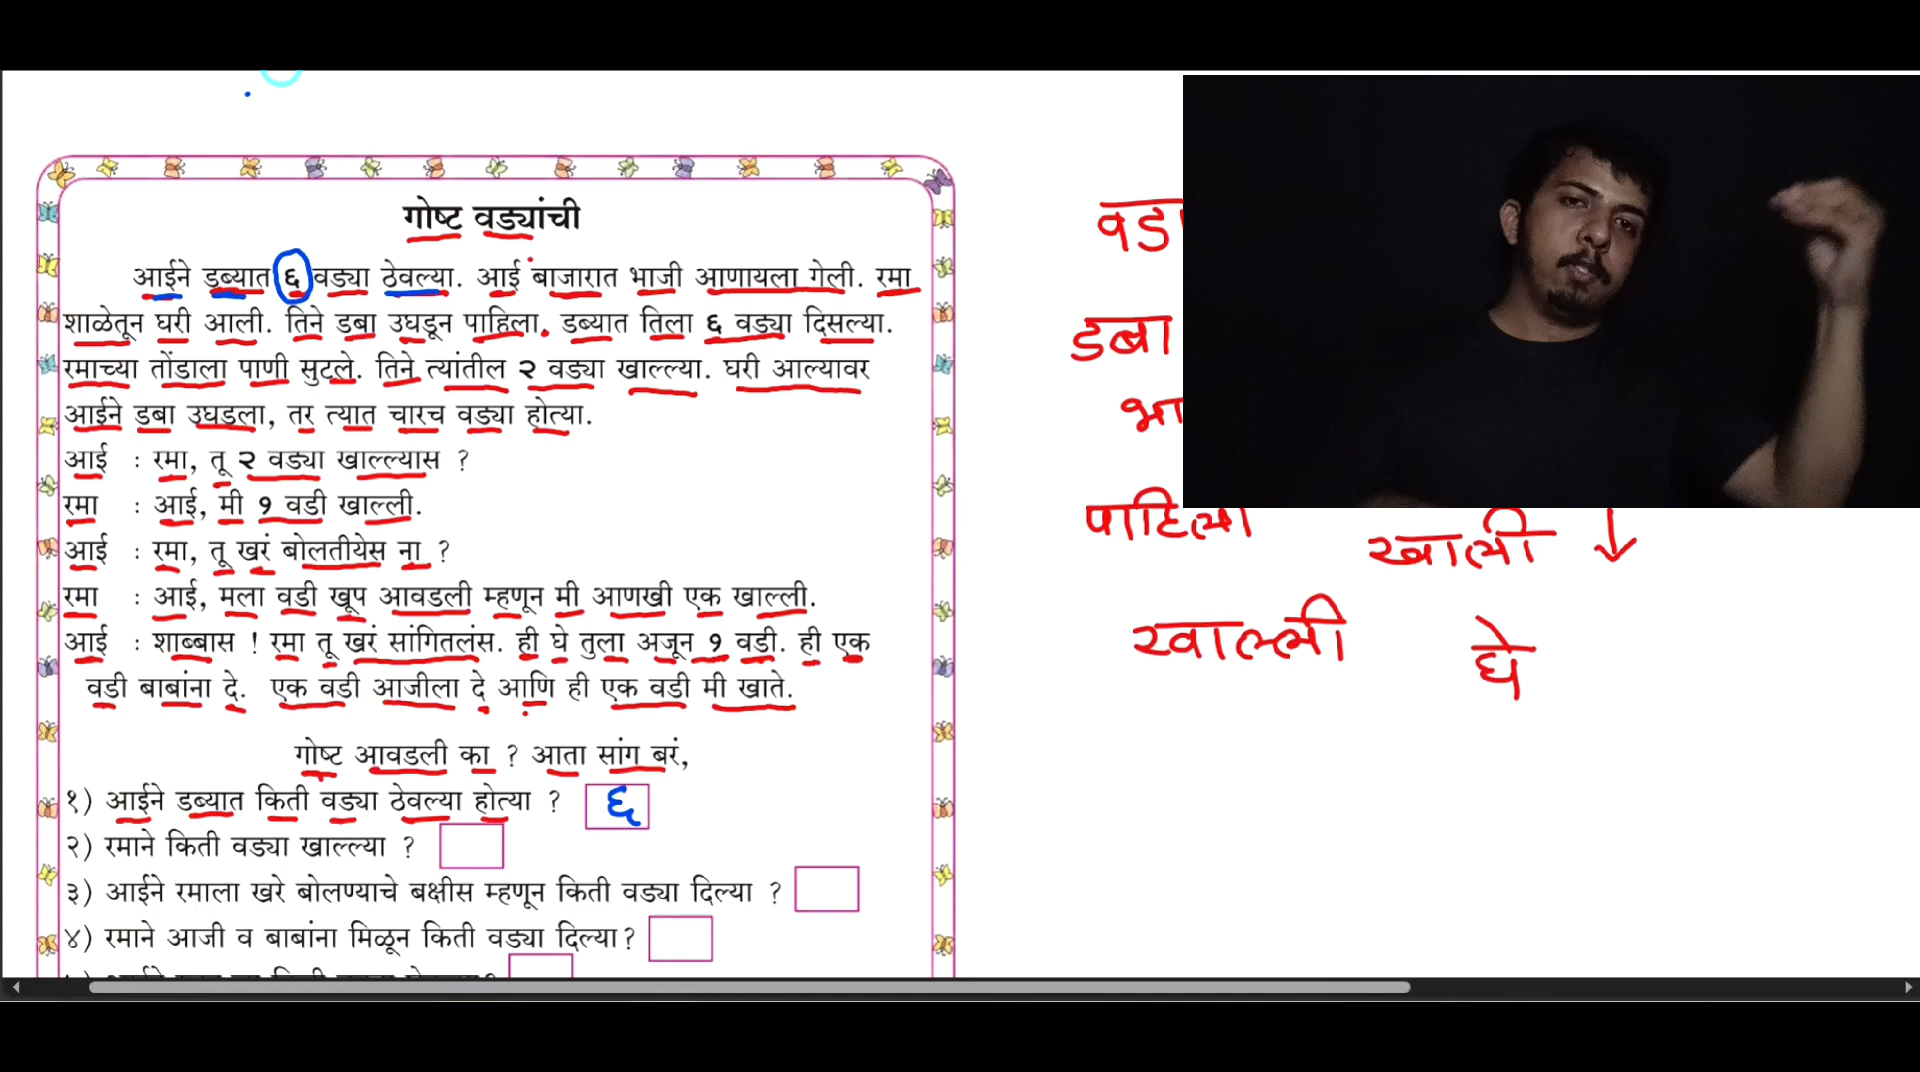 गोष्ट वड्यांची
आईने डब्यात ६ वड्या ठेवल्या. आई बाजारात भाजी आणायला गेली. रमा
शाळेतून घरी आली. तिने डबा उघडून पाहिला. डब्यात तिला ६ वड्या दिसल्या.
रमाच्या तोंडाला पाणी सुटले. तिने त्यांतील २ वड्या खाल्ल्या. घरी आल्यावर
आईने डबा उघडला, तर त्यात चारच वड्या होत्या.
आई : रमा, तू २ वड्या खाल्ल्यास ?
रमा : आई, मी १ वडी खाल्ली.
आई : रमा, तू खरं बोलतीयेस ना ?
रमा : आई, मला वडी खूप आवडली म्हणून मी आणखी एक खाल्ली.
आई : शाब्बास ! रमा तू खरं सांगितलंस. ही घे तुला अजून १ वडी. ही एक
वडी बाबांना दे. एक वडी आजीला दे आणि ही एक वडी मी खाते.
गोष्ट आवडली का ? आता सांग बरं,
१) आईने डब्यात किती वड्या ठेवल्या होत्या ? ६
२) रमाने किती वड्या खाल्ल्या ?
३) आईने रमाला खरे बोलण्याचे बक्षीस म्हणून किती वड्या दिल्या ?
४) रमाने आजी व बाबांना मिळून किती वड्या दिल्या?
डबा
पाहिला
खाली
खाल्ली
घे